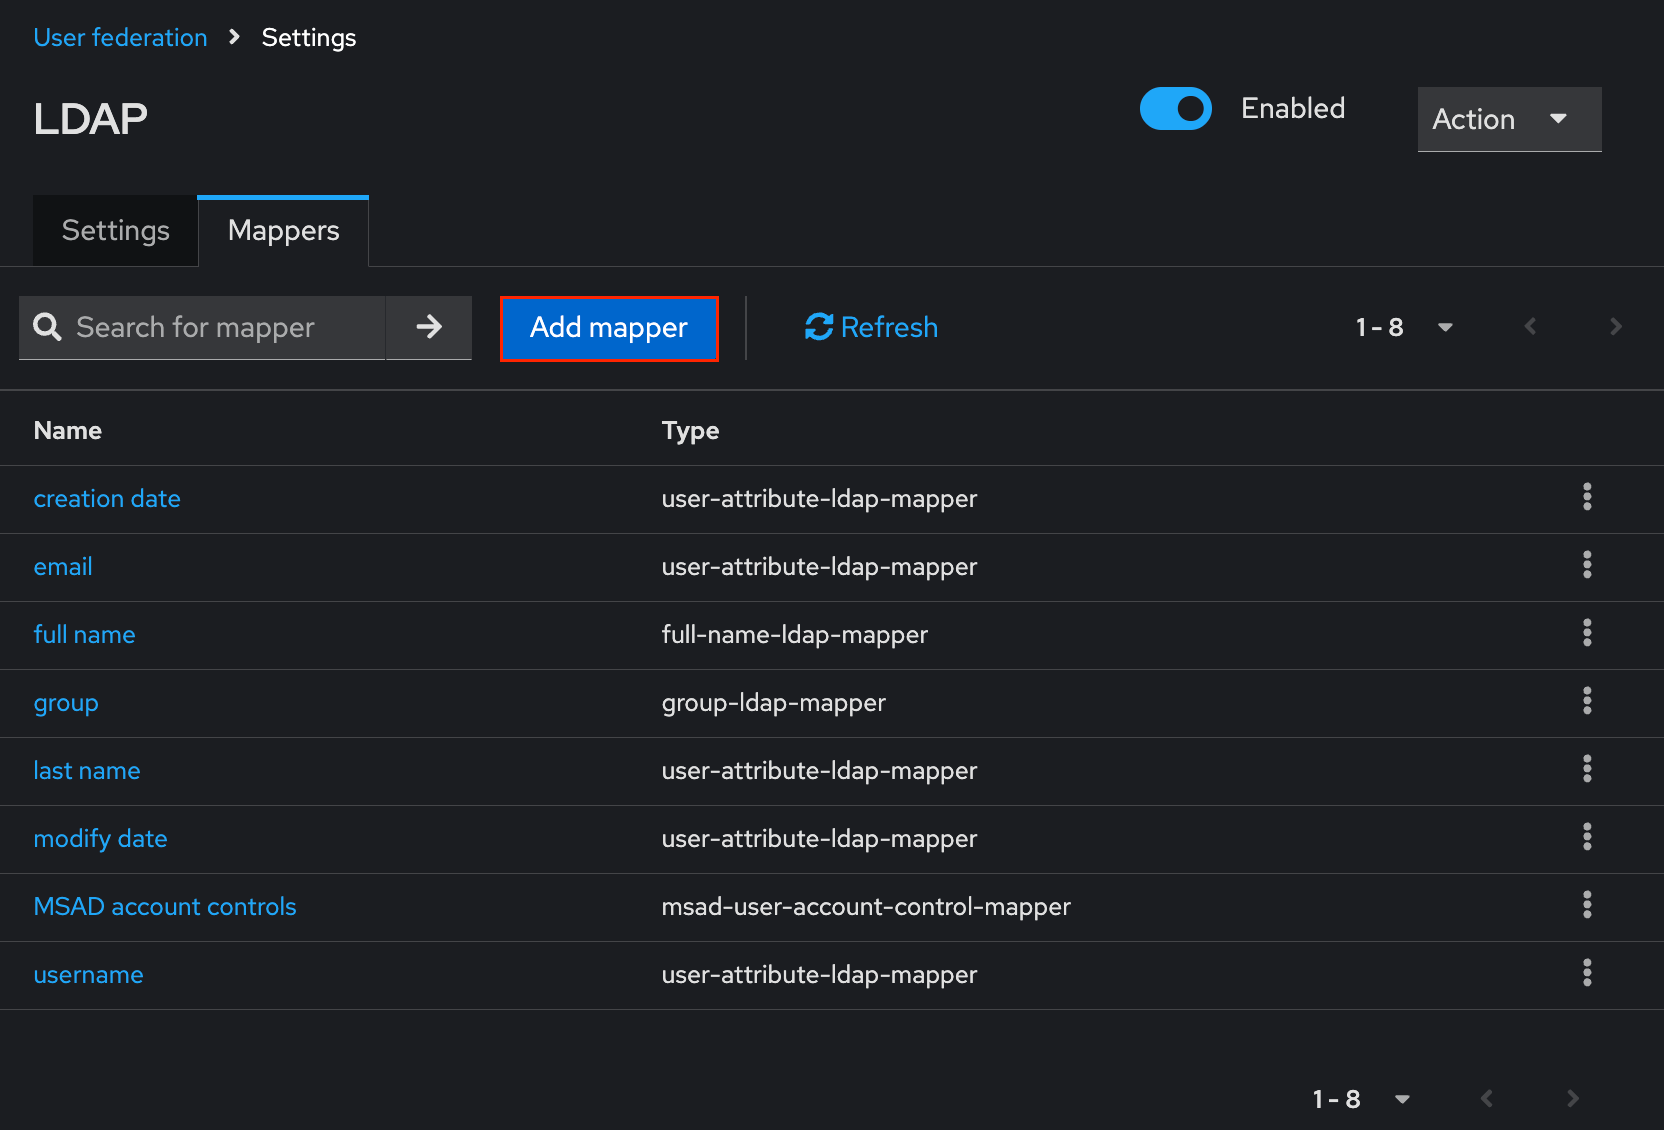 User federation > Settings
LDAP
Enabled
Action
Settings
Mappers
Search for mapper
Add mapper
Refresh
1 - 8
Name Type
creation date user-attribute-ldap-mapper
email user-attribute-ldap-mapper
full name full-name-ldap-mapper
group group-ldap-mapper
last name user-attribute-ldap-mapper
modify date user-attribute-ldap-mapper
MSAD account controls msad-user-account-control-mapper
username user-attribute-ldap-mapper
1 - 8